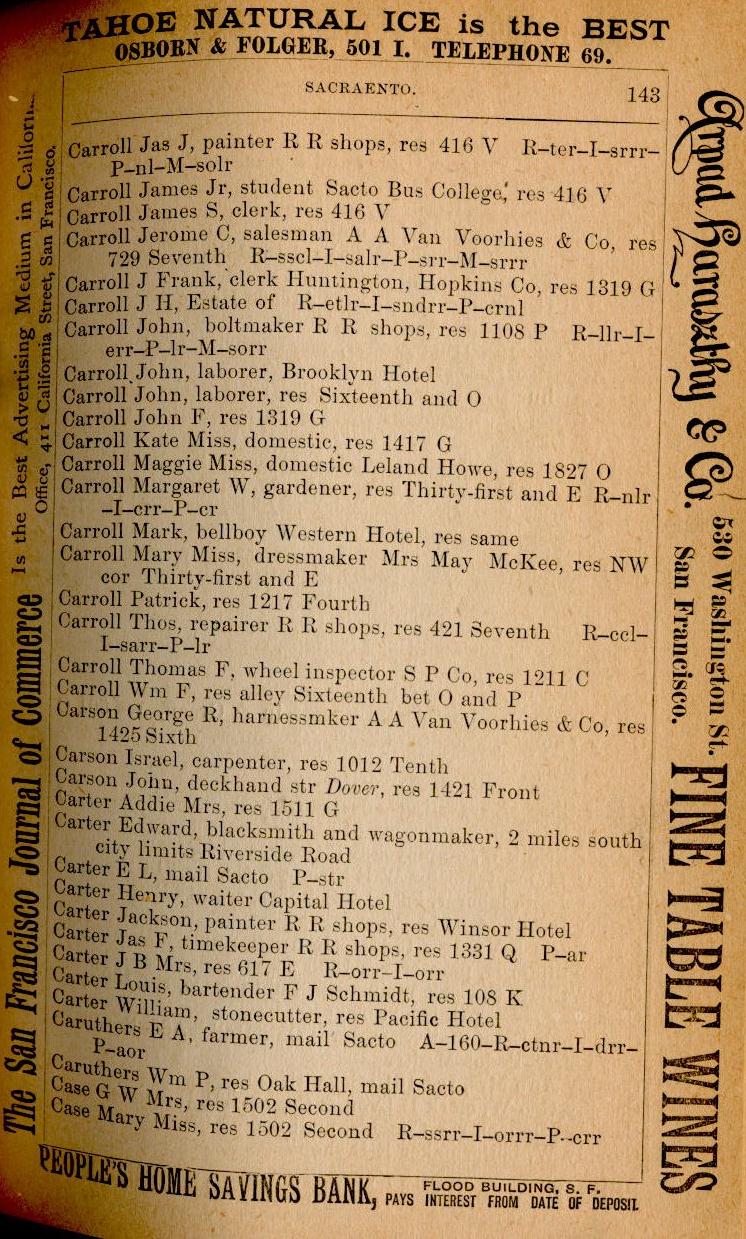 TAHOE NATURAL ICE is the BEST
OSBORN & FOLGER, 501 I. TELEPHONE 69.
SACRAENTO.
143
Carroll Jas J, painter R R shops, res 416 V R–ter–I–srrr–
P–nl–M–solr
Carroll James Jr, student Sacto Bus College, res 416 V
Carroll James S, clerk, res 416 V
Carroll Jerome C, salesman A A Van Voorhies & Co, res
729 Seventh R–sscl–I–salr–P–srr–M–srrr
Carroll J Frank, clerk Huntington, Hopkins Co, res 1319 G
Carroll J H, Estate of R–etlr–I–sndrr–P–crnl
Carroll John, boltmaker R R shops, res 1108 P R–llr–I–
err–P–lr–M–sorr
Carroll John, laborer, Brooklyn Hotel
Carroll John, laborer, res Sixteenth and O
Carroll John F, res 1319 G
Carroll Kate Miss, domestic, res 1417 G
Carroll Maggie Miss, domestic Leland Howe, res 1827 O
Carroll Margaret W, gardener, res Thirty-first and E R–nlr
–I–crr–P–cr
Carroll Mark, bellboy Western Hotel, res same
Carroll Mary Miss, dressmaker Mrs May McKee, res NW
cor Thirty-first and E
Carroll Patrick, res 1217 Fourth
Carroll Thos, repairer R R shops, res 421 Seventh R–ccl–
I–sarr–P–lr
Carroll Thomas F, wheel inspector S P Co, res 1211 C
Carroll Wm F, res alley Sixteenth bet O and P
Carson George R, harnessmker A A Van Voorhies & Co, res
1425 Sixth
Carson Israel, carpenter, res 1012 Tenth
Carson John, deckhand str Dover, res 1421 Front
Carter Addie Mrs, res 1511 G
Carter Edward, blacksmith and wagonmaker, 2 miles south
city limits Riverside Road
Carter E L, mail Sacto P–str
Carter Henry, waiter Capital Hotel
Carter Jackson, painter R R shops, res Winsor Hotel
Carter Jas F, timekeeper R R shops, res 1331 Q P–ar
Carter J B Mrs, res 617 E R–orr–I–orr
Carter Louis, bartender F J Schmidt, res 108 K
Carter William, stonecutter, res Pacific Hotel
Caruthers E A, farmer, mail Sacto A–160–R–ctnr–I–drr–
P–aor
Caruthers Wm P, res Oak Hall, mail Sacto
Case G W Mrs, res 1502 Second
Case Mary Miss, res 1502 Second R–ssrr–I–orrr–P--crr
PEOPLE'S HOME SAVINGS BANK,
FLOOD BUILDING, S. F.
PAYS INTEREST FROM DATE OF DEPOSIT.
The San Francisco Journal of Commerce Is the Best Advertising Medium in
Office, 411 California Street, San Francisco.
Arpad Haraszthy & Co. 530 Washington St.
San Francisco.
FINE TABLE WINES